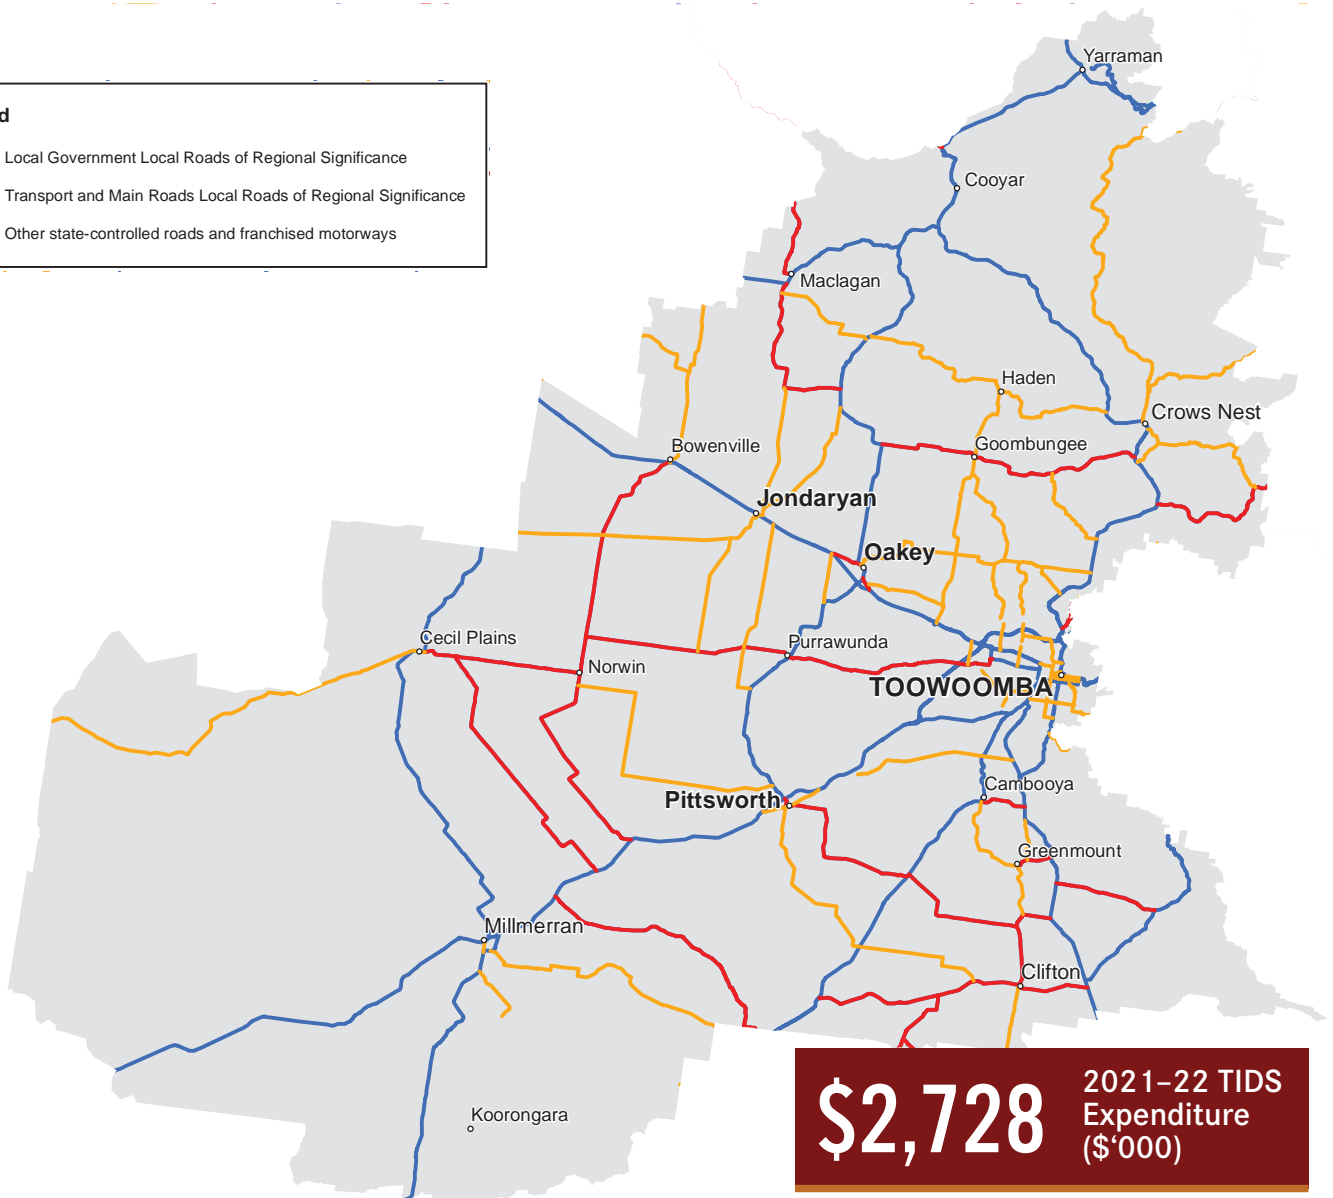 Yarraman
d
Local Government Local Roads of Regional Significance
Transport and Main Roads Local Roads of Regional Significance
Other state-controlled roads and franchised motorways
Cooyar
Maclagan
Haden
Crows Nest
Bowenville
Goombungee
Jondaryan
Oakey
Cecil Plains
Purrawunda
Norwin
TOOWOOMBA
Cambooya
Pittsworth
Greenmount
Millmerran
Clifton
Koorongara
$2,728
2021–22 TIDS
Expenditure
($‘000)